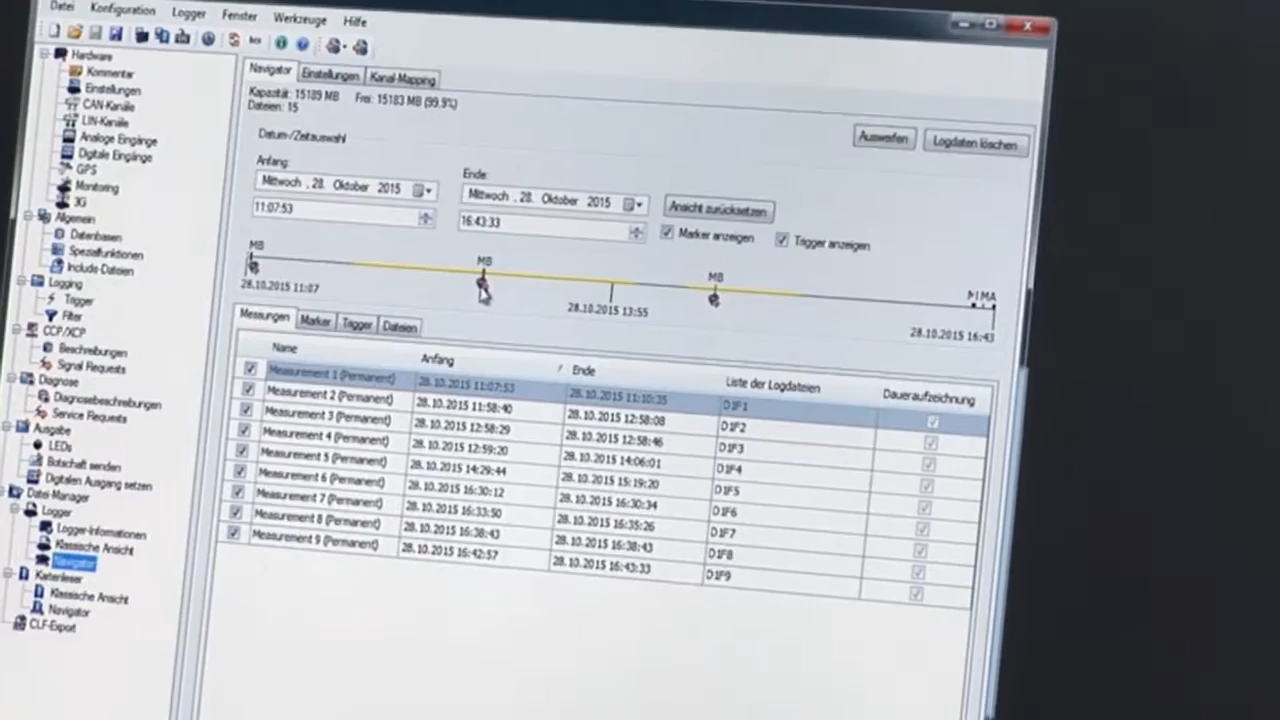 Datei Konfiguration Logger Fenster Werkzeuge Hilfe
Hardware
Kommentar
Einstellungen
CAN-Kanäle
LIN-Kanäle
Analoge Eingänge
Digitale Eingänge
GPS
Monitoring
3G
Allgemein
Datenbasen
Spezialfunktionen
Include-Dateien
Logging
Trigger
Filter
CCP/XCP
Beschreibungen
Signal Requests
Diagnose
Diagnosebeschreibungen
Service Requests
Ausgabe
LEDs
Botschaft senden
Digitalen Ausgang setzen
Datei-Manager
Logger
Logger-Informationen
Klassische Ansicht
Navigator
Kartenleser
Klassische Ansicht
Navigator
CLF-Export
Navigator Einstellungen Kanal-Mapping
Kapazität: 15189 MB Frei: 15183 MB (99.9%)
Dateien: 15
Auswerfen Logdaten löschen
Datum-/Zeitauswahl
Anfang: Ende:
Mittwoch , 28. Oktober 2015 Mittwoch , 28. Oktober 2015 Ansicht zurücksetzen
11:07:53 16:43:33 Marker anzeigen Trigger anzeigen
MB MB MB MA
28.10.2015 11:07 28.10.2015 13:55 28.10.2015 16:43
Messungen Marker Trigger Dateien
Name Anfang Ende Liste der Logdateien Daueraufzeichnung
Measurement 1 (Permanent) 28.10.2015 11:07:53 28.10.2015 11:10:35 D1F1
Measurement 2 (Permanent) 28.10.2015 11:58:40 28.10.2015 12:58:08 D1F2
Measurement 3 (Permanent) 28.10.2015 12:58:29 28.10.2015 12:58:46 D1F3
Measurement 4 (Permanent) 28.10.2015 12:59:20 28.10.2015 14:06:01 D1F4
Measurement 5 (Permanent) 28.10.2015 14:29:44 28.10.2015 15:19:20 D1F5
Measurement 6 (Permanent) 28.10.2015 16:30:12 28.10.2015 16:30:34 D1F6
Measurement 7 (Permanent) 28.10.2015 16:33:50 28.10.2015 16:35:26 D1F7
Measurement 8 (Permanent) 28.10.2015 16:38:43 28.10.2015 16:38:43 D1F8
Measurement 9 (Permanent) 28.10.2015 16:42:57 28.10.2015 16:43:33 D1F9